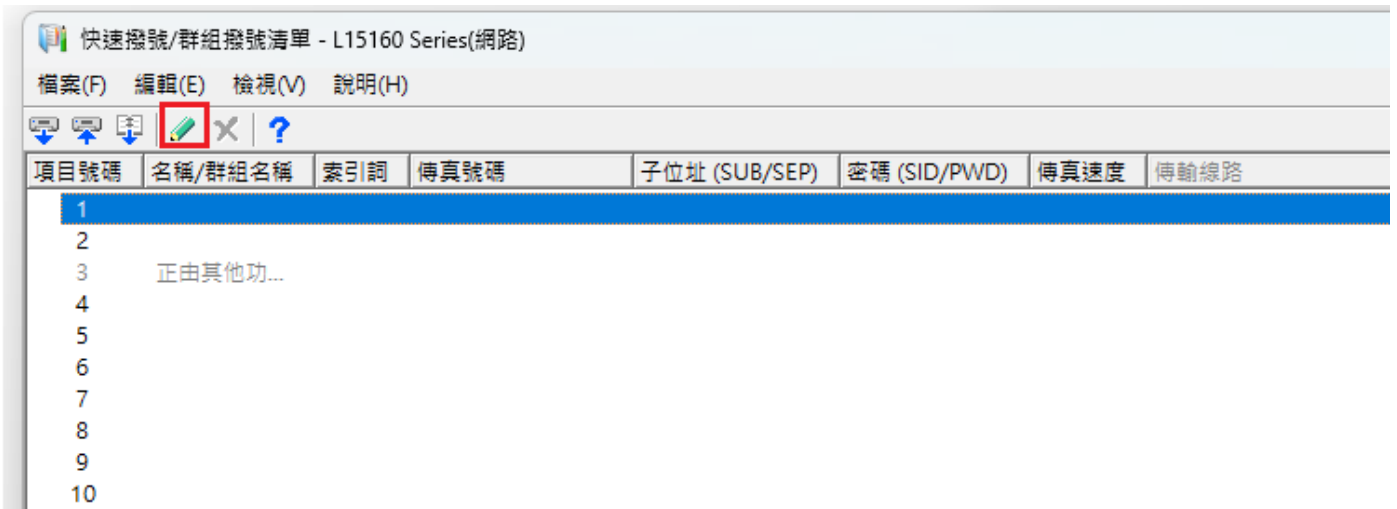 快速撥號/群組撥號清單 - L15160 Series(網路)
檔案(F) 編輯(E) 檢視(V) 說明(H)
項目號碼 名稱/群組名稱 索引詞 傳真號碼 子位址 (SUB/SEP) 密碼 (SID/PWD) 傳真速度 傳輸線路
1
2
3 正由其他功...
4
5
6
7
8
9
10